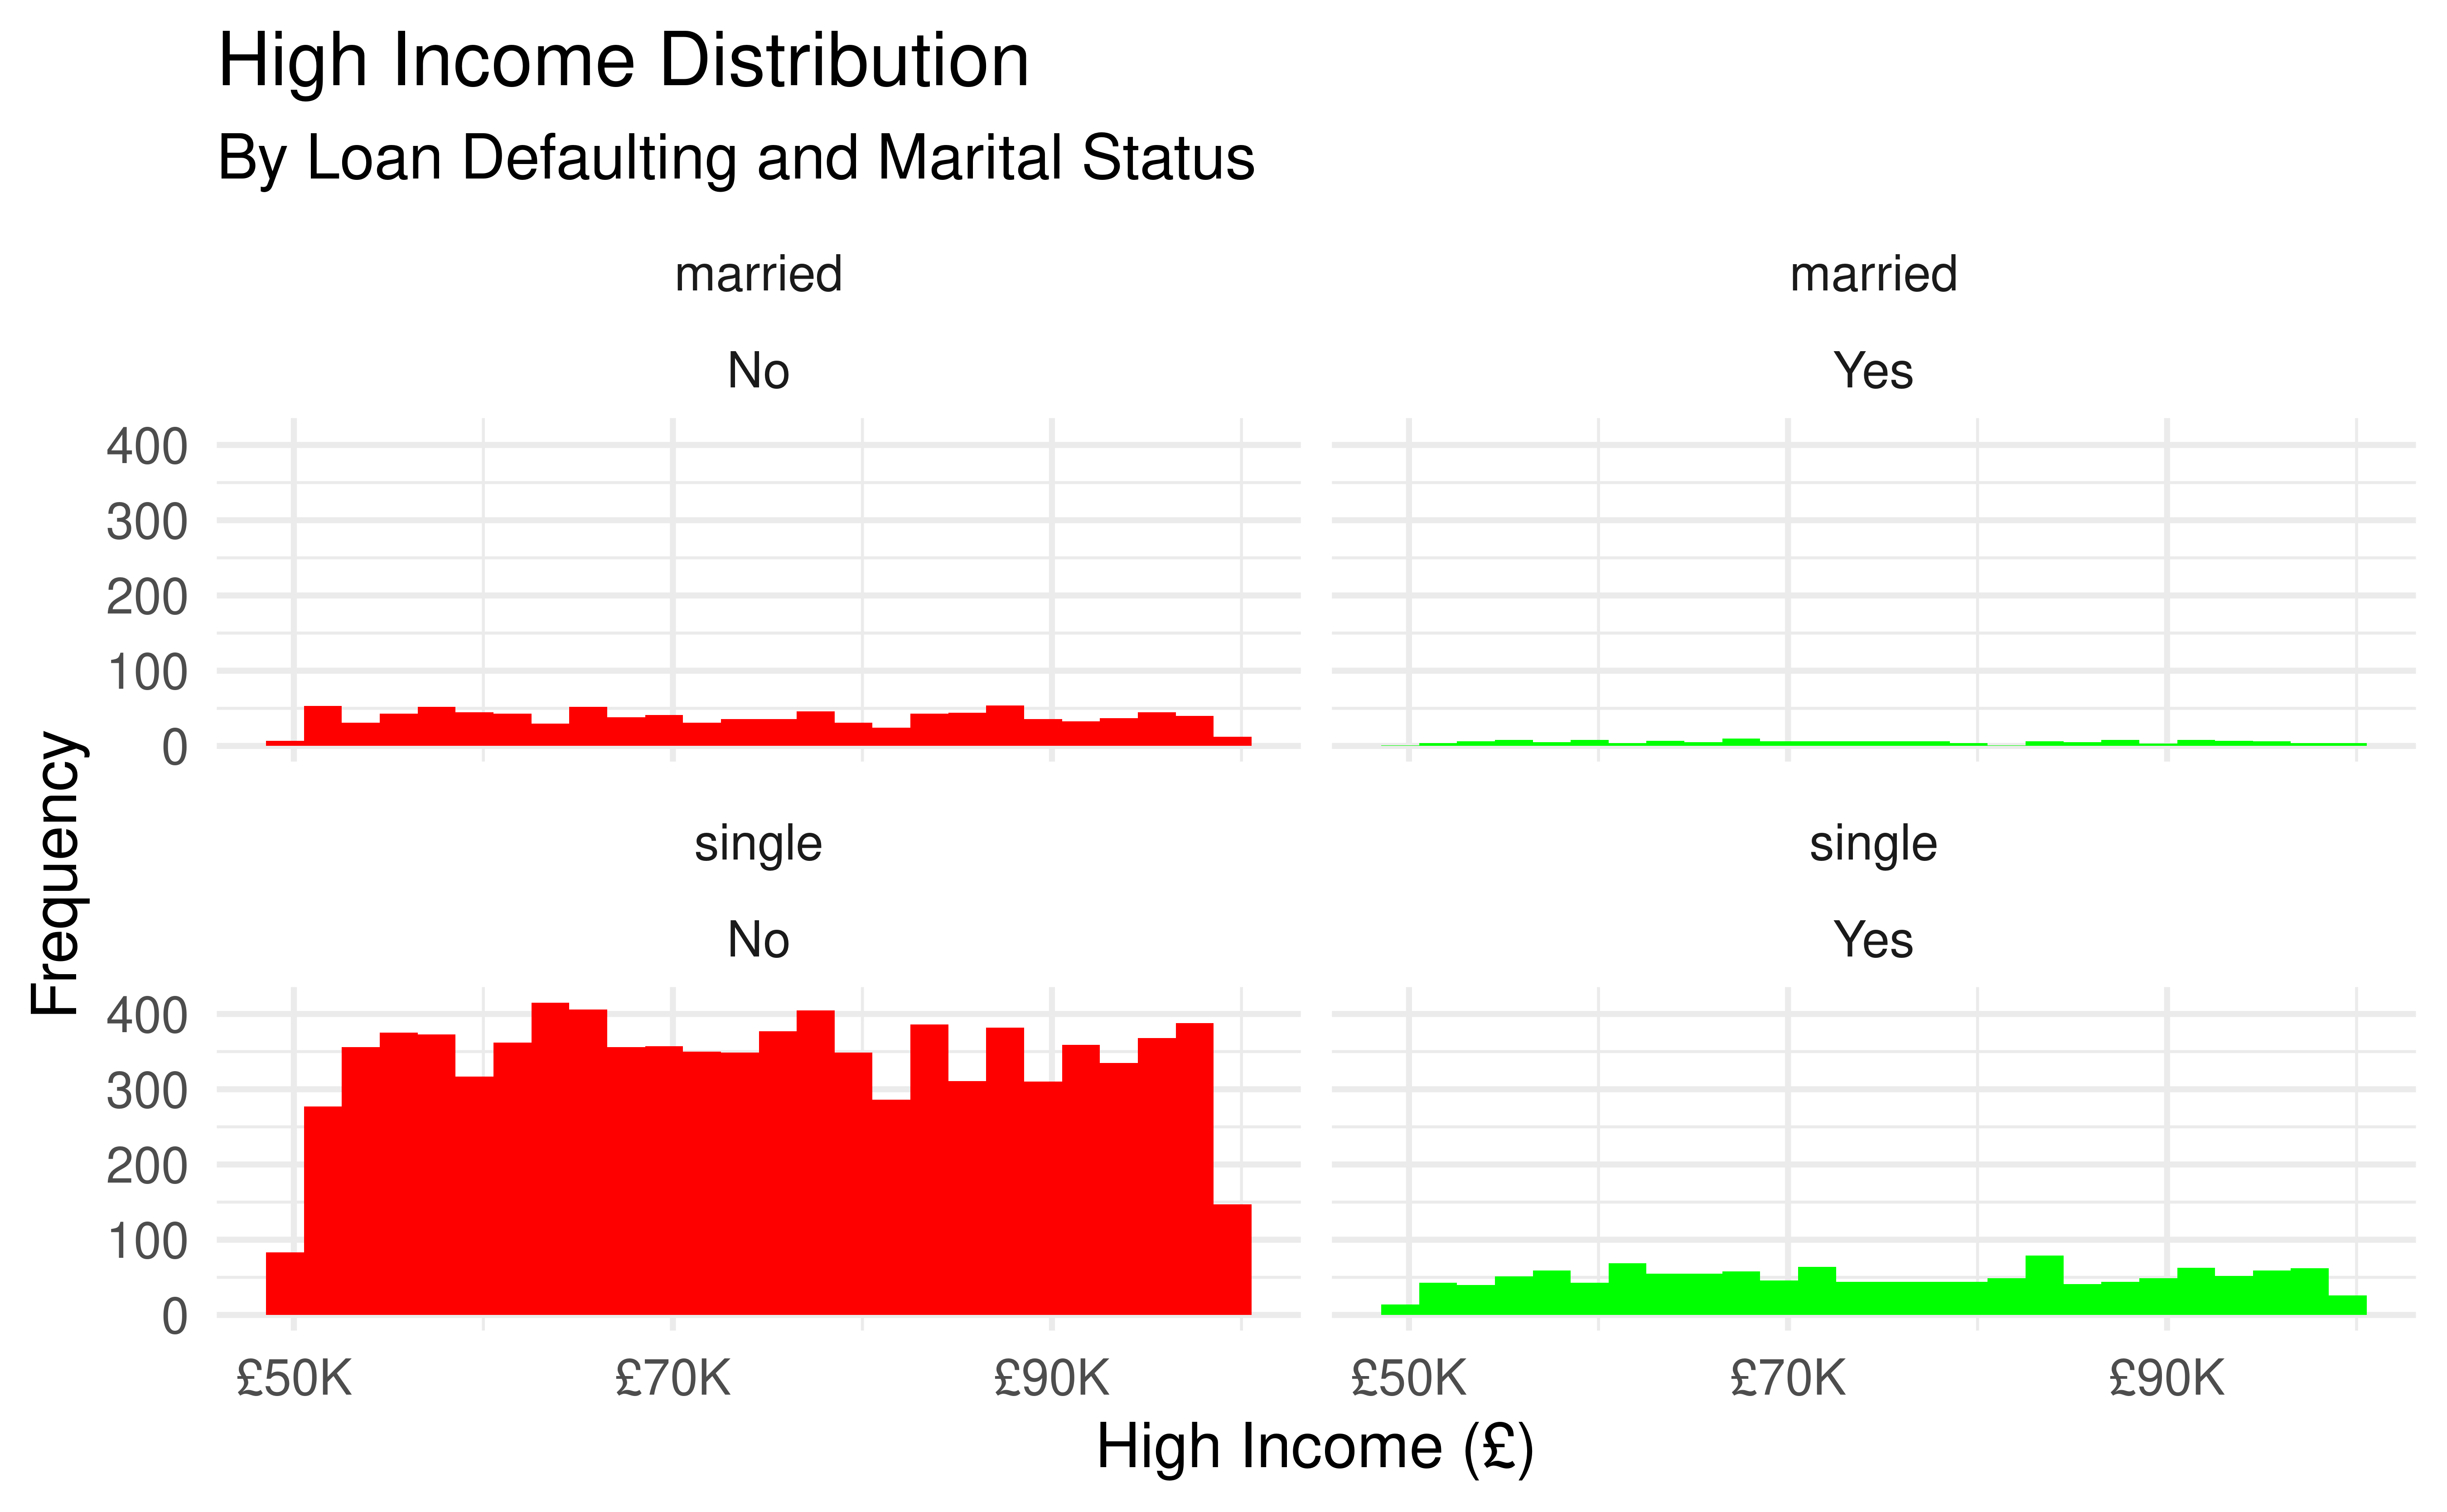 High Income Distribution
By Loan Defaulting and Marital Status
married
married
No
Yes
400
300
200
100
0
single
single
No
Yes
400
300
200
100
0
Frequency
£50K
£70K
£90K
£50K
£70K
£90K
High Income (£)